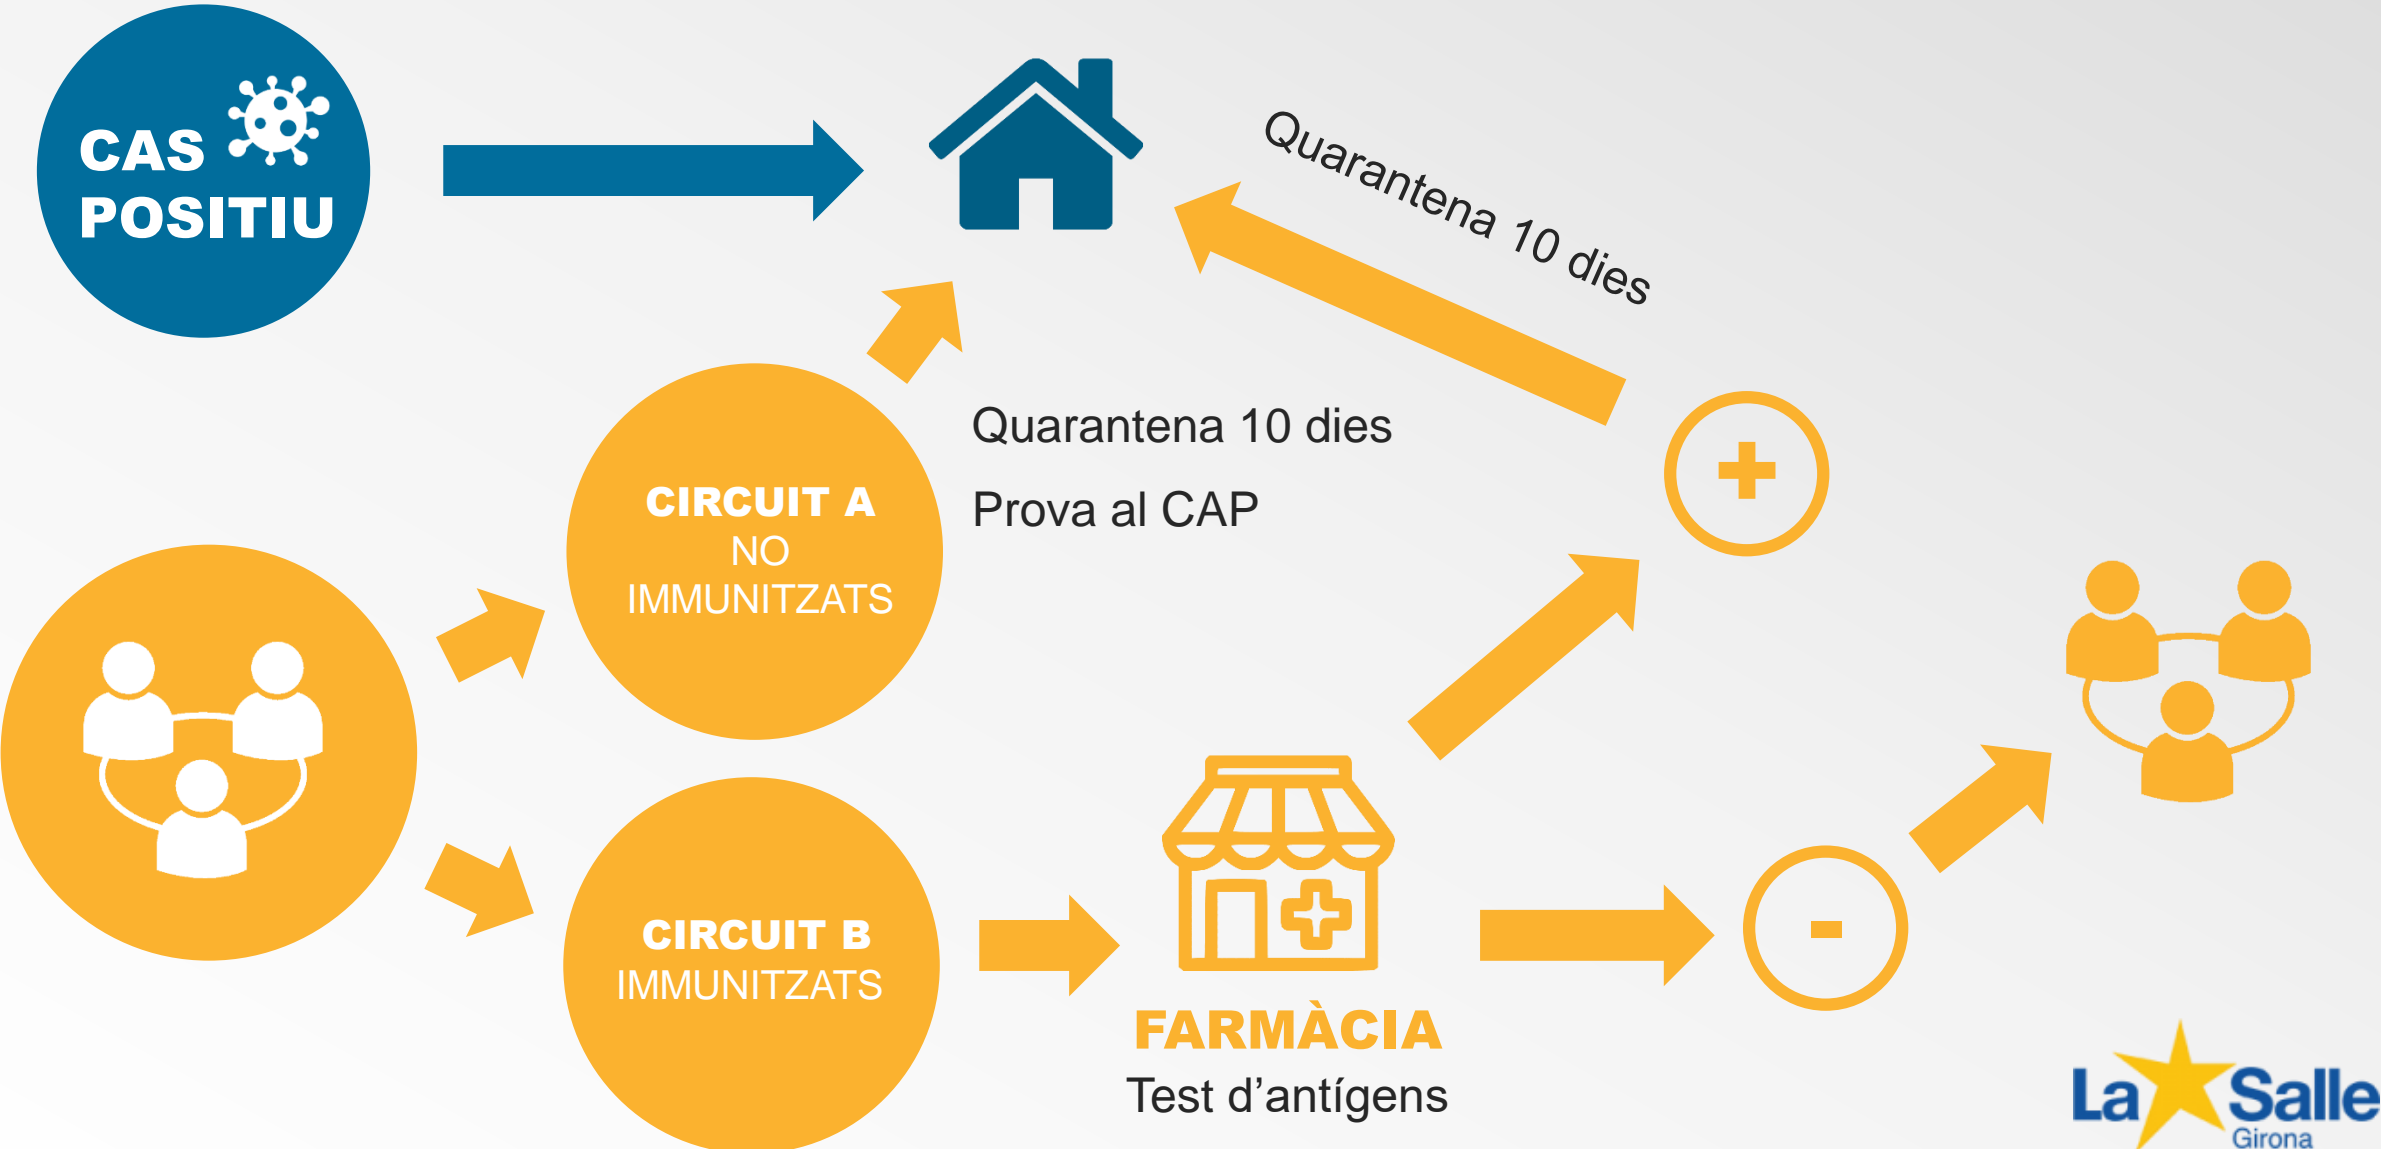 CAS
POSITIU
Quarantena 10 dies
Quarantena 10 dies
Prova al CAP
CIRCUIT A
NO
IMMUNITZATS
CIRCUIT B
IMMUNITZATS
FARMÀCIA
Test d’antígens
La Salle
Girona